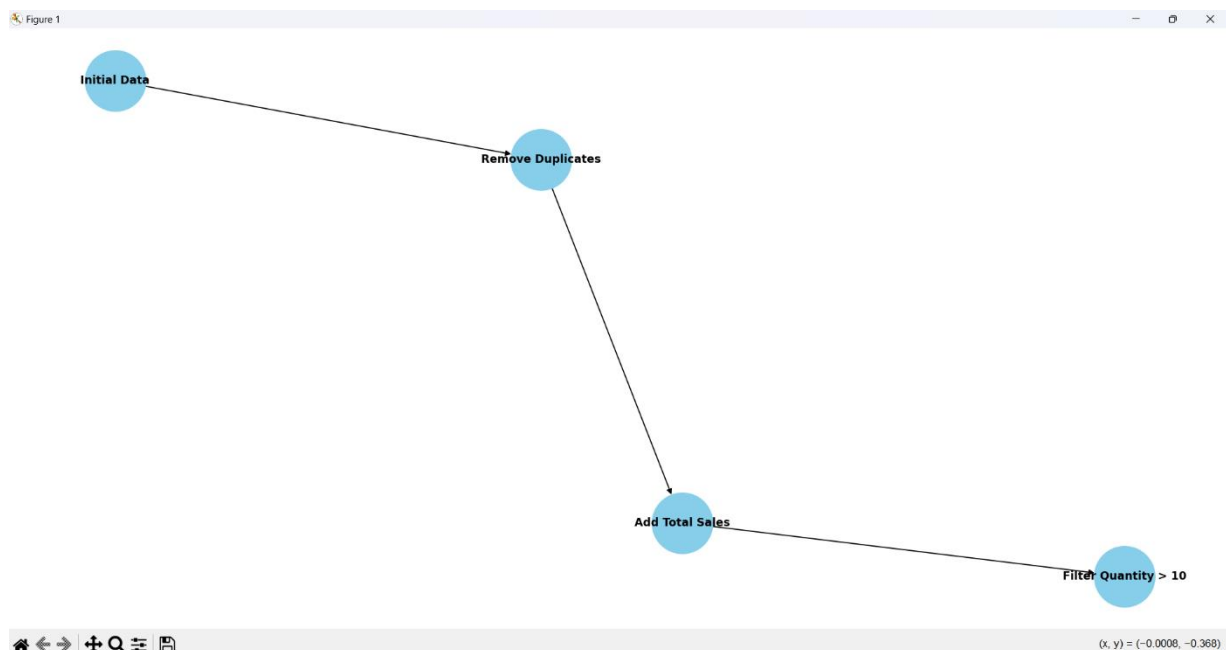 Figure 1
Initial Data
Remove Duplicates
Add Total Sales
Filter Quantity > 10
(x, y) = (−0.0008, −0.368)